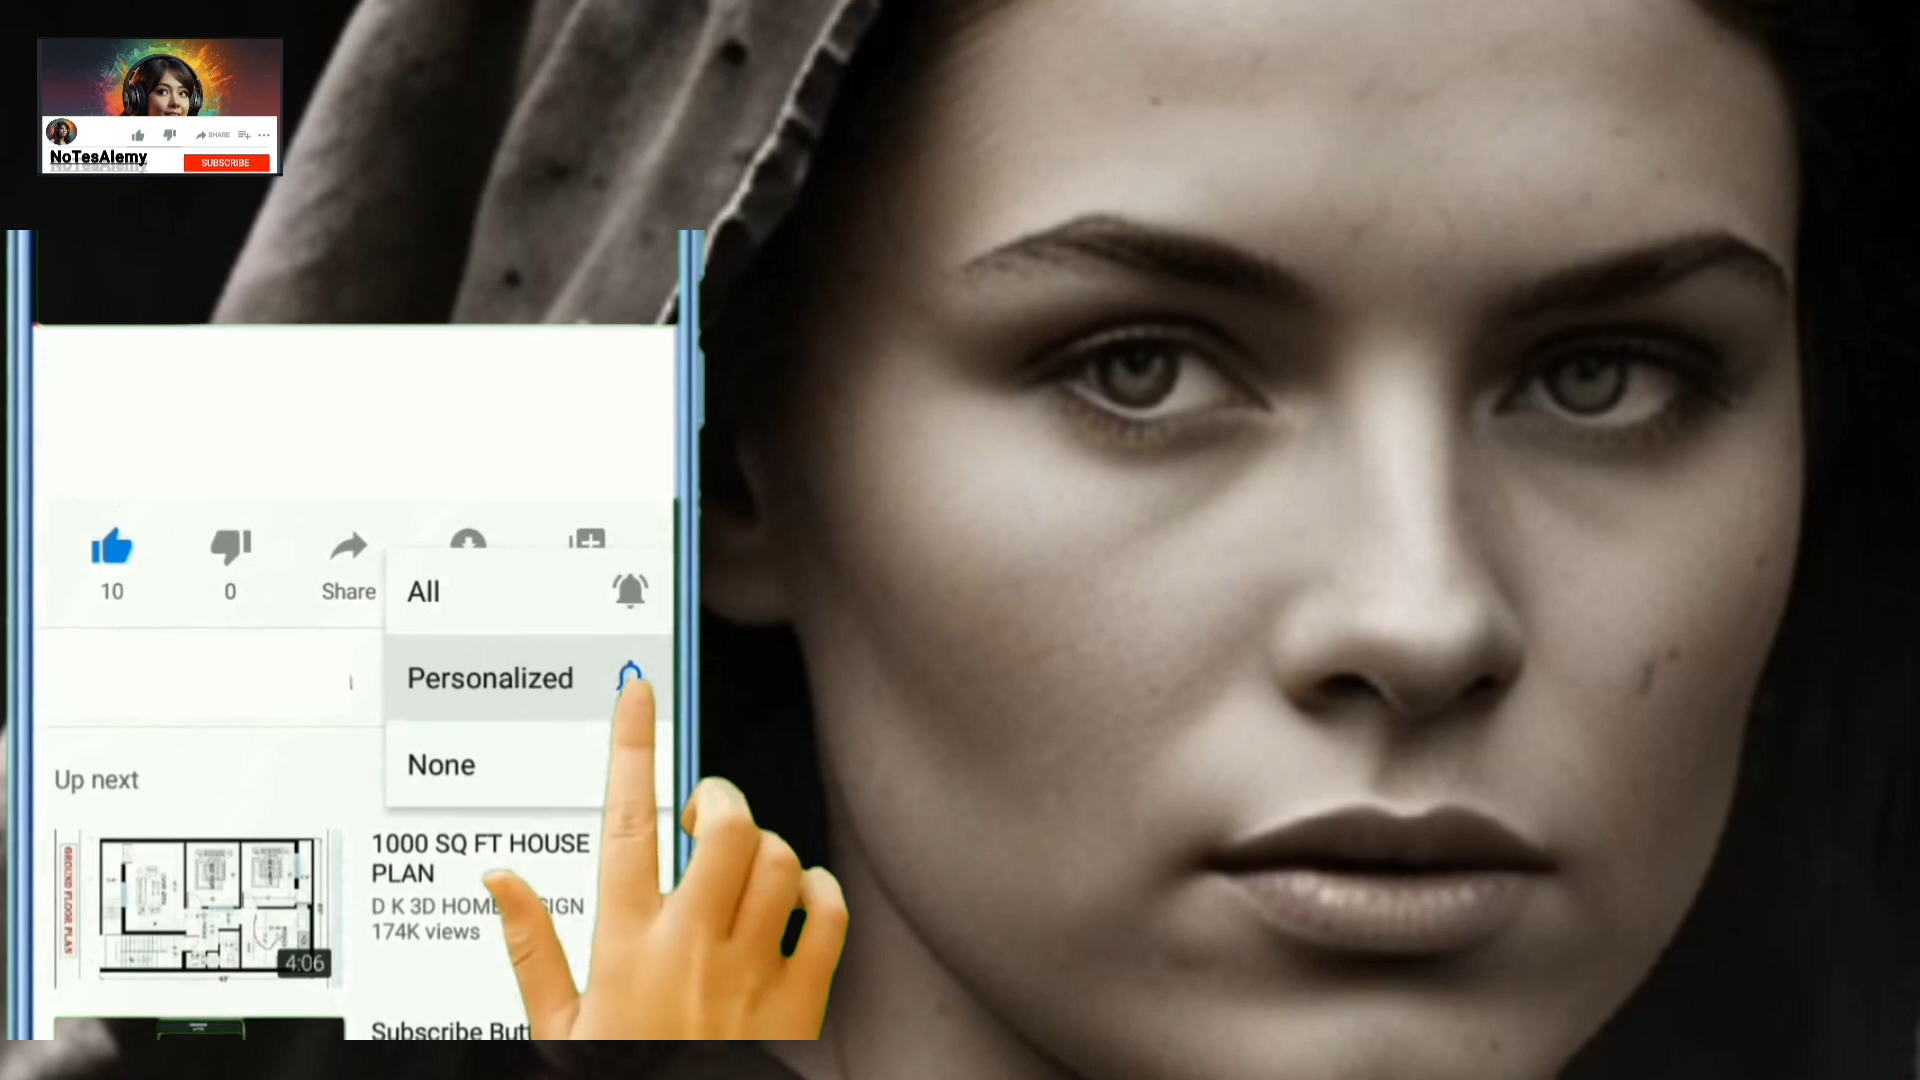 SHARE
NoTesAlemy
SUBSCRIBE
10
0
Share
All
Personalized
None
Up next
GROUND FLOOR PLAN
4:06
1000 SQ FT HOUSE
PLAN
D K 3D HOME
174K views
Subscribe